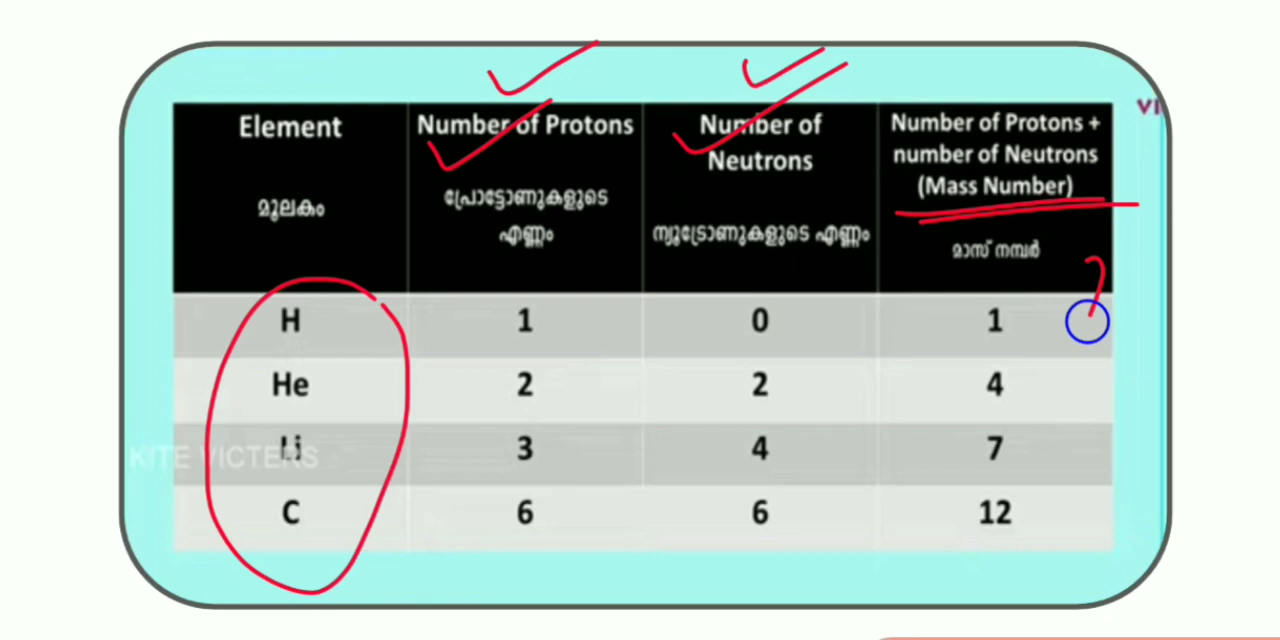 VI
Element
Number of Protons
Number of
Neutrons
Number of Protons +
number of Neutrons
(Mass Number)
മൂലകം
പ്രോട്ടോണുകളുടെ
എണ്ണം
ന്യൂട്രോണുകളുടെ എണ്ണം
മാസ് നമ്പർ
H 1 0 1
He 2 2 4
Li 3 4 7
KITE VICTERS
C 6 6 12